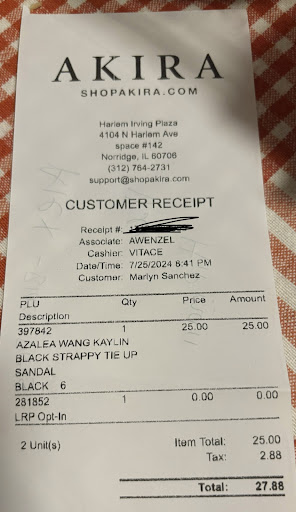 AKIRA
SHOPAKIRA.COM
Harlem Irving Plaza
4104 N Harlem Ave
space #142
Norridge, IL 60706
(312) 764-2731
support@shopakira.com
CUSTOMER RECEIPT
Receipt #:
Associate: AWENZEL
Cashier: VITACE
Date/Time: 7/25/2024 6:41 PM
Customer: Marlyn Sanchez
PLU Qty Price Amount
Description
397842 1 25.00 25.00
AZALEA WANG KAYLIN
BLACK STRAPPY TIE UP
SANDAL
BLACK 6
281852 1 0.00 0.00
LRP Opt-In
2 Unit(s) Item Total: 25.00
Tax: 2.88
Total: 27.88